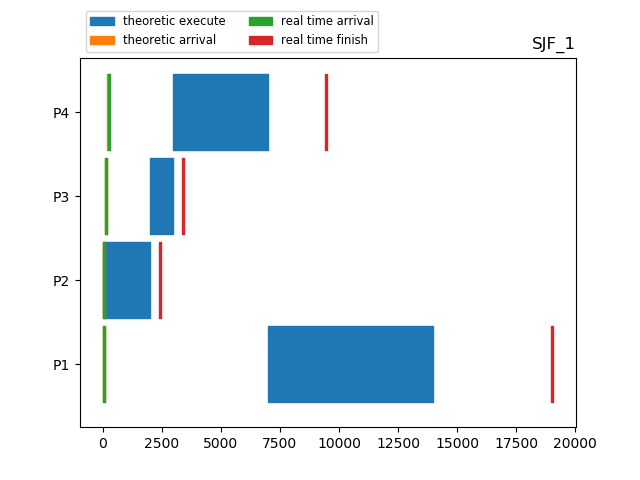 theoretic execute
real time arrival
theoretic arrival
real time finish
SJF_1
P4
P3
P2
P1
0 2500 5000 7500 10000 12500 15000 17500 20000